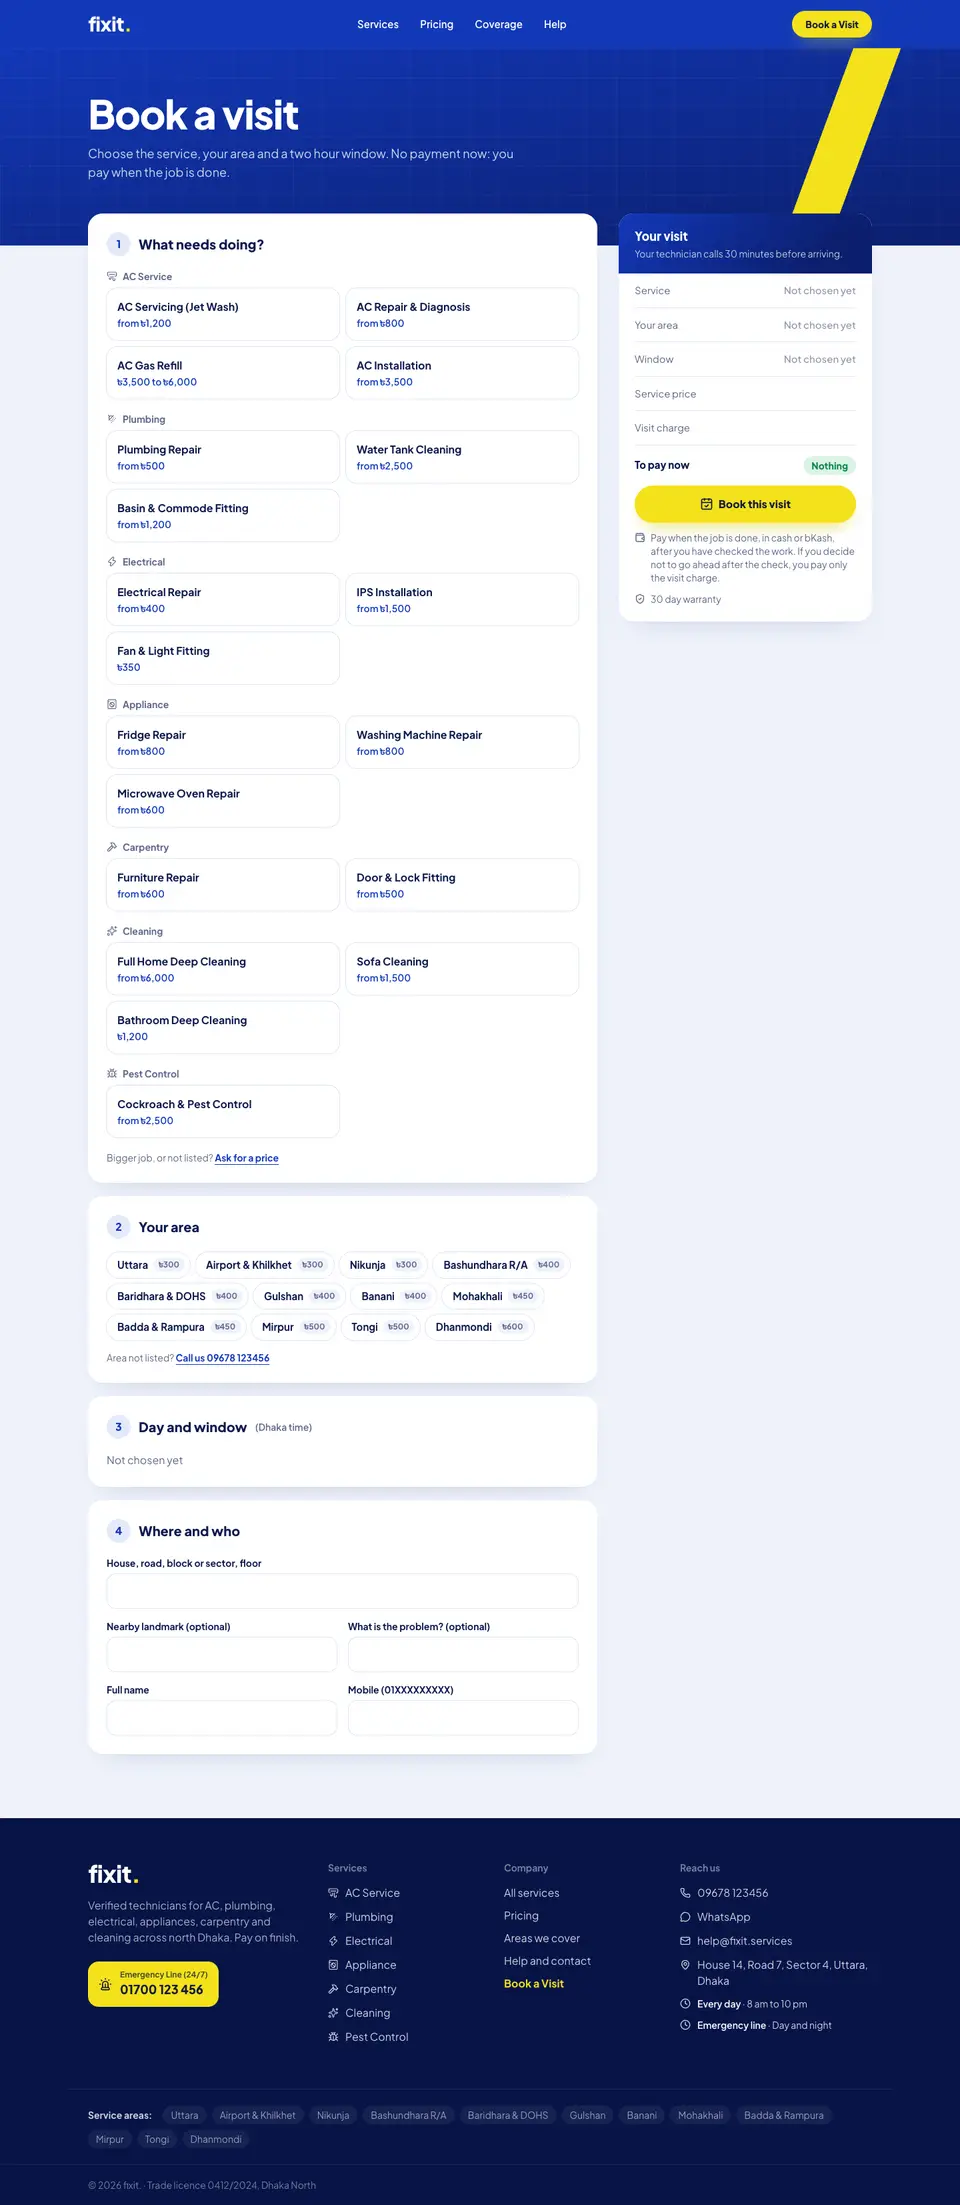 fixit.
Services Pricing Coverage Help
Book a Visit
Book a visit
Choose the service, your area and a two hour window. No payment now: you
pay when the job is done.
1 What needs doing?
AC Service
AC Servicing (Jet Wash)
from ৳1,200
AC Repair & Diagnosis
from ৳800
AC Gas Refill
৳3,500 to ৳6,000
AC Installation
from ৳3,500
Plumbing
Plumbing Repair
from ৳500
Water Tank Cleaning
from ৳2,500
Basin & Commode Fitting
from ৳1,200
Electrical
Electrical Repair
from ৳400
IPS Installation
from ৳1,500
Fan & Light Fitting
৳350
Appliance
Fridge Repair
from ৳800
Washing Machine Repair
from ৳800
Microwave Oven Repair
from ৳600
Carpentry
Furniture Repair
from ৳600
Door & Lock Fitting
from ৳500
Cleaning
Full Home Deep Cleaning
from ৳6,000
Sofa Cleaning
from ৳1,500
Bathroom Deep Cleaning
৳1,200
Pest Control
Cockroach & Pest Control
from ৳2,500
Bigger job, or not listed? Ask for a price
Your visit
Your technician calls 30 minutes before arriving.
Service Not chosen yet
Your area Not chosen yet
Window Not chosen yet
Service price
Visit charge
To pay now Nothing
Book this visit
Pay when the job is done, in cash or bKash,
after you have checked the work. If you decide
not to go ahead after the check, you pay only
the visit charge.
30 day warranty
2 Your area
Uttara ৳300 Airport & Khilkhet ৳300 Nikunja ৳300 Bashundhara R/A ৳400
Baridhara & DOHS ৳400 Gulshan ৳400 Banani ৳400 Mohakhali ৳450
Badda & Rampura ৳450 Mirpur ৳500 Tongi ৳500 Dhanmondi ৳600
Area not listed? Call us 09678 123456
3 Day and window (Dhaka time)
Not chosen yet
4 Where and who
House, road, block or sector, floor
Nearby landmark (optional) What is the problem? (optional)
Full name Mobile (01XXXXXXXXX)
fixit.
Verified technicians for AC, plumbing,
electrical, appliances, carpentry and
cleaning across north Dhaka. Pay on finish.
Emergency Line (24/7)
01700 123 456
Services
AC Service
Plumbing
Electrical
Appliance
Carpentry
Cleaning
Pest Control
Company
All services
Pricing
Areas we cover
Help and contact
Book a Visit
Reach us
09678 123456
WhatsApp
help@fixit.services
House 14, Road 7, Sector 4, Uttara,
Dhaka
Every day · 8 am to 10 pm
Emergency line · Day and night
Service areas: Uttara Airport & Khilkhet Nikunja Bashundhara R/A Baridhara & DOHS Gulshan Banani Mohakhali Badda & Rampura
Mirpur Tongi Dhanmondi
© 2026 fixit. · Trade licence 0412/2024, Dhaka North